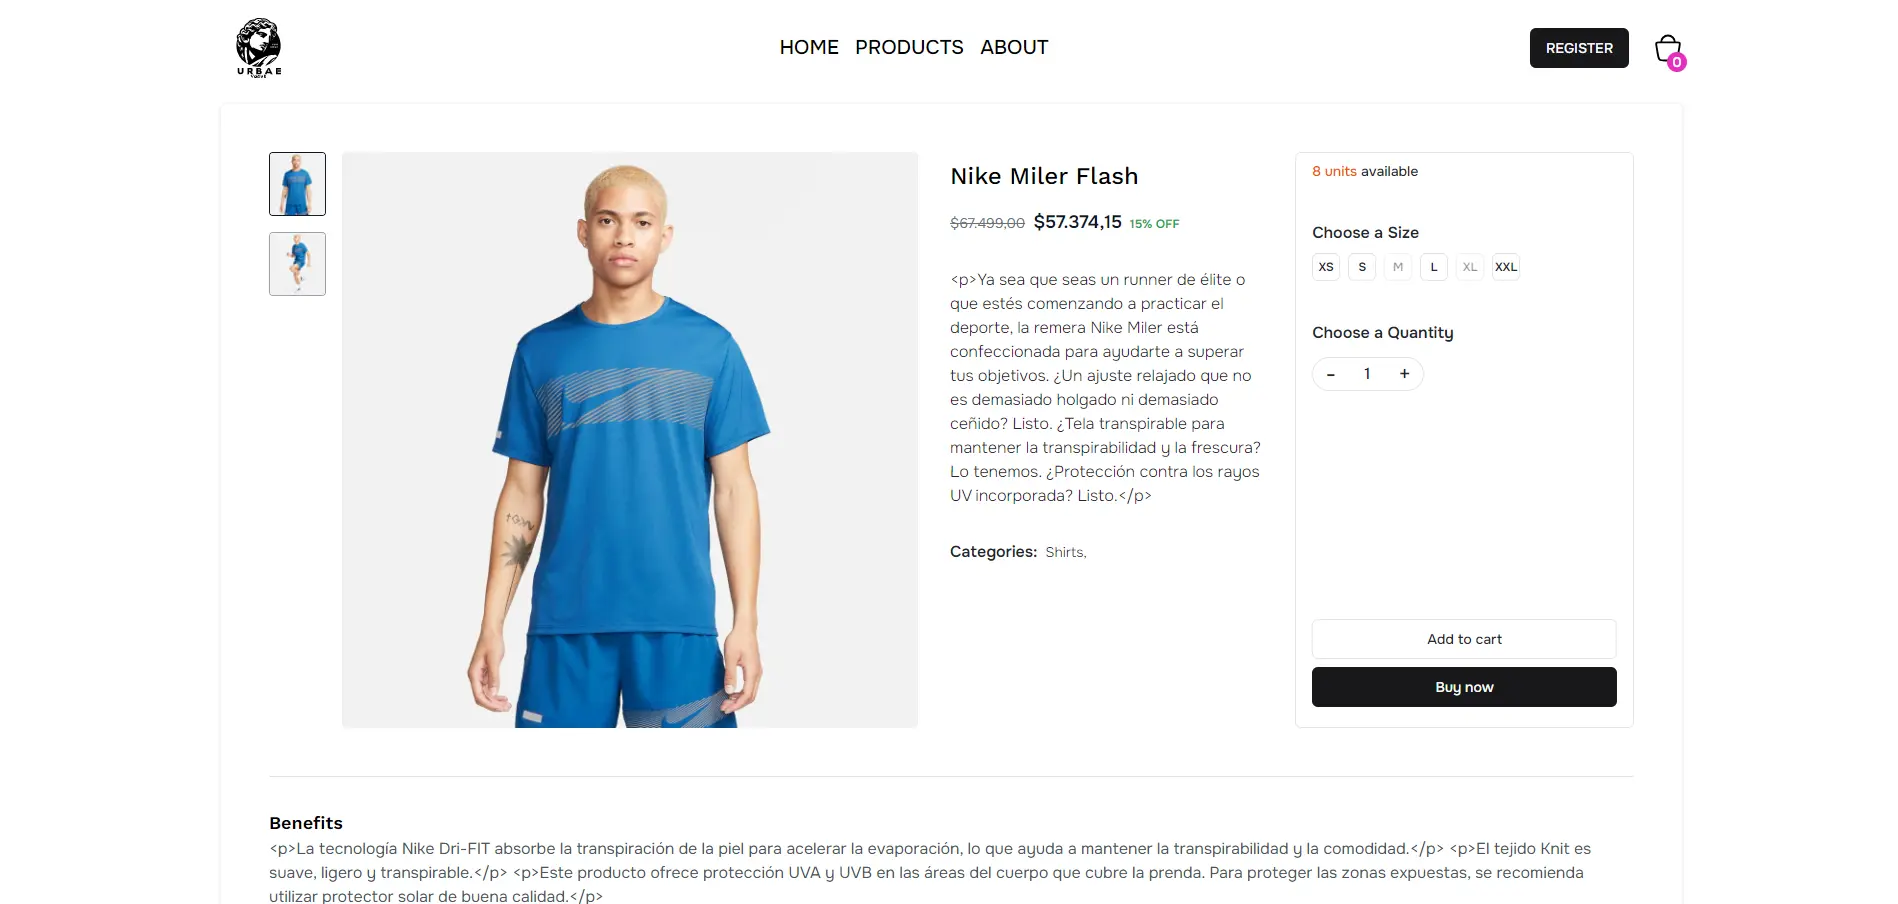 URBAE
VOGUE
HOME PRODUCTS ABOUT
REGISTER
0
Nike Miler Flash
$67.499,00 $57.374,15 15% OFF
<p>Ya sea que seas un runner de élite o
que estés comenzando a practicar el
deporte, la remera Nike Miler está
confeccionada para ayudarte a superar
tus objetivos. ¿Un ajuste relajado que no
es demasiado holgado ni demasiado
ceñido? Listo. ¿Tela transpirable para
mantener la transpirabilidad y la frescura?
Lo tenemos. ¿Protección contra los rayos
UV incorporada? Listo.</p>
Categories: Shirts,
8 units available
Choose a Size
XS S M L XL XXL
Choose a Quantity
- 1 +
Add to cart
Buy now
Benefits
<p>La tecnología Nike Dri-FIT absorbe la transpiración de la piel para acelerar la evaporación, lo que ayuda a mantener la transpirabilidad y la comodidad.</p> <p>El tejido Knit es
suave, ligero y transpirable.</p> <p>Este producto ofrece protección UVA y UVB en las áreas del cuerpo que cubre la prenda. Para proteger las zonas expuestas, se recomienda
utilizar protector solar de buena calidad.</p>